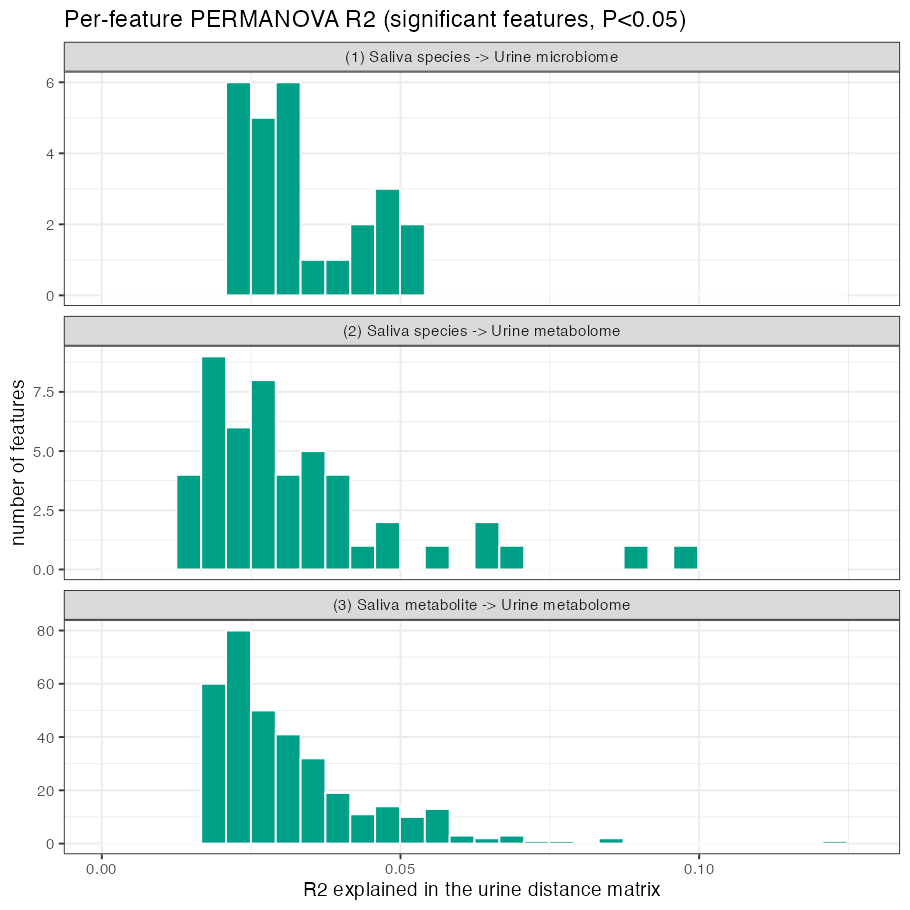 Per-feature PERMANOVA R2 (significant features, P<0.05)
(1) Saliva species -> Urine microbiome
6
4
2
0
(2) Saliva species -> Urine metabolome
7.5
5.0
2.5
0.0
number of features
(3) Saliva metabolite -> Urine metabolome
80
60
40
20
0
0.00 0.05 0.10
R2 explained in the urine distance matrix